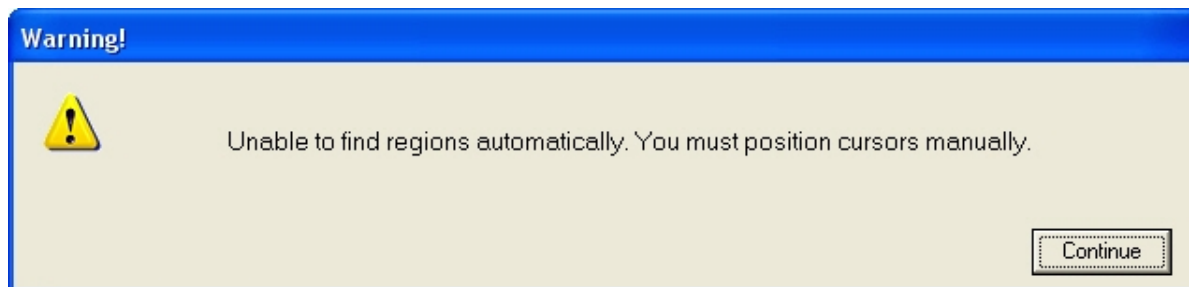 Warning!
Unable to find regions automatically. You must position cursors manually.
Continue